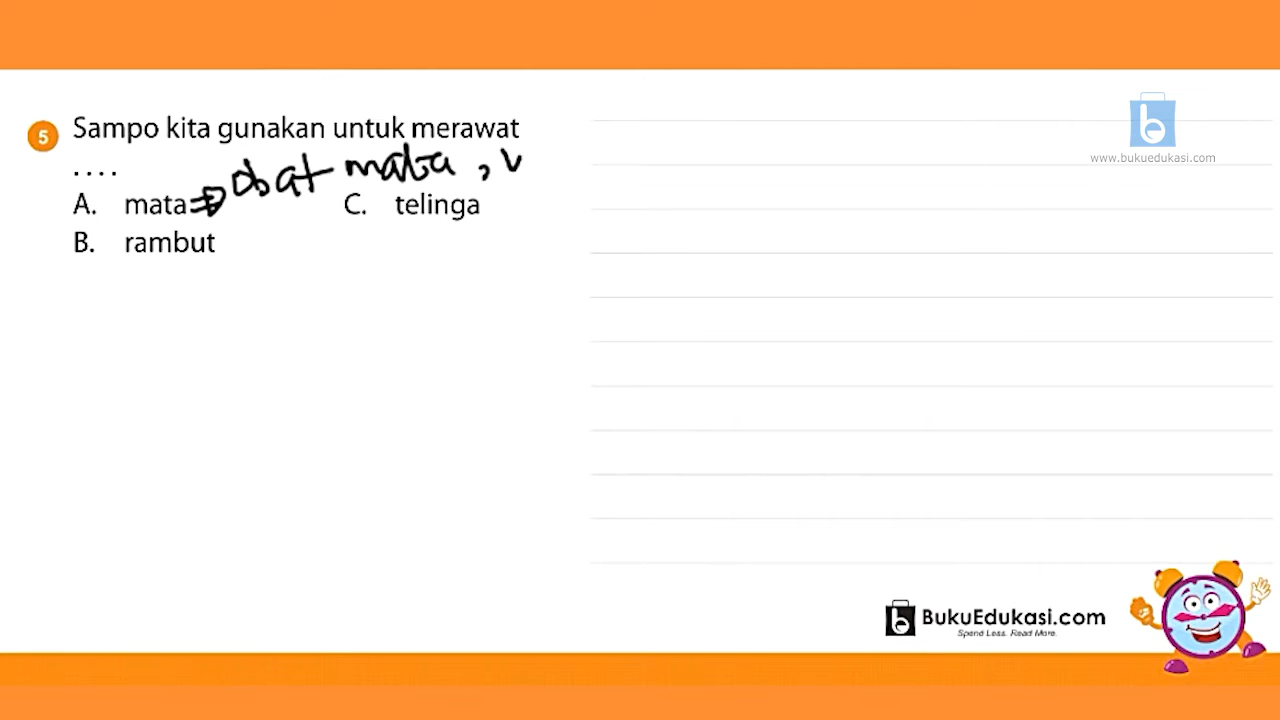 5 Sampo kita gunakan untuk merawat
. . . .
⇒ obat mata , v
A. mata
C. telinga
B. rambut
www.bukuedukasi.com
BukuEdukasi.com
Spend Less. Read More.